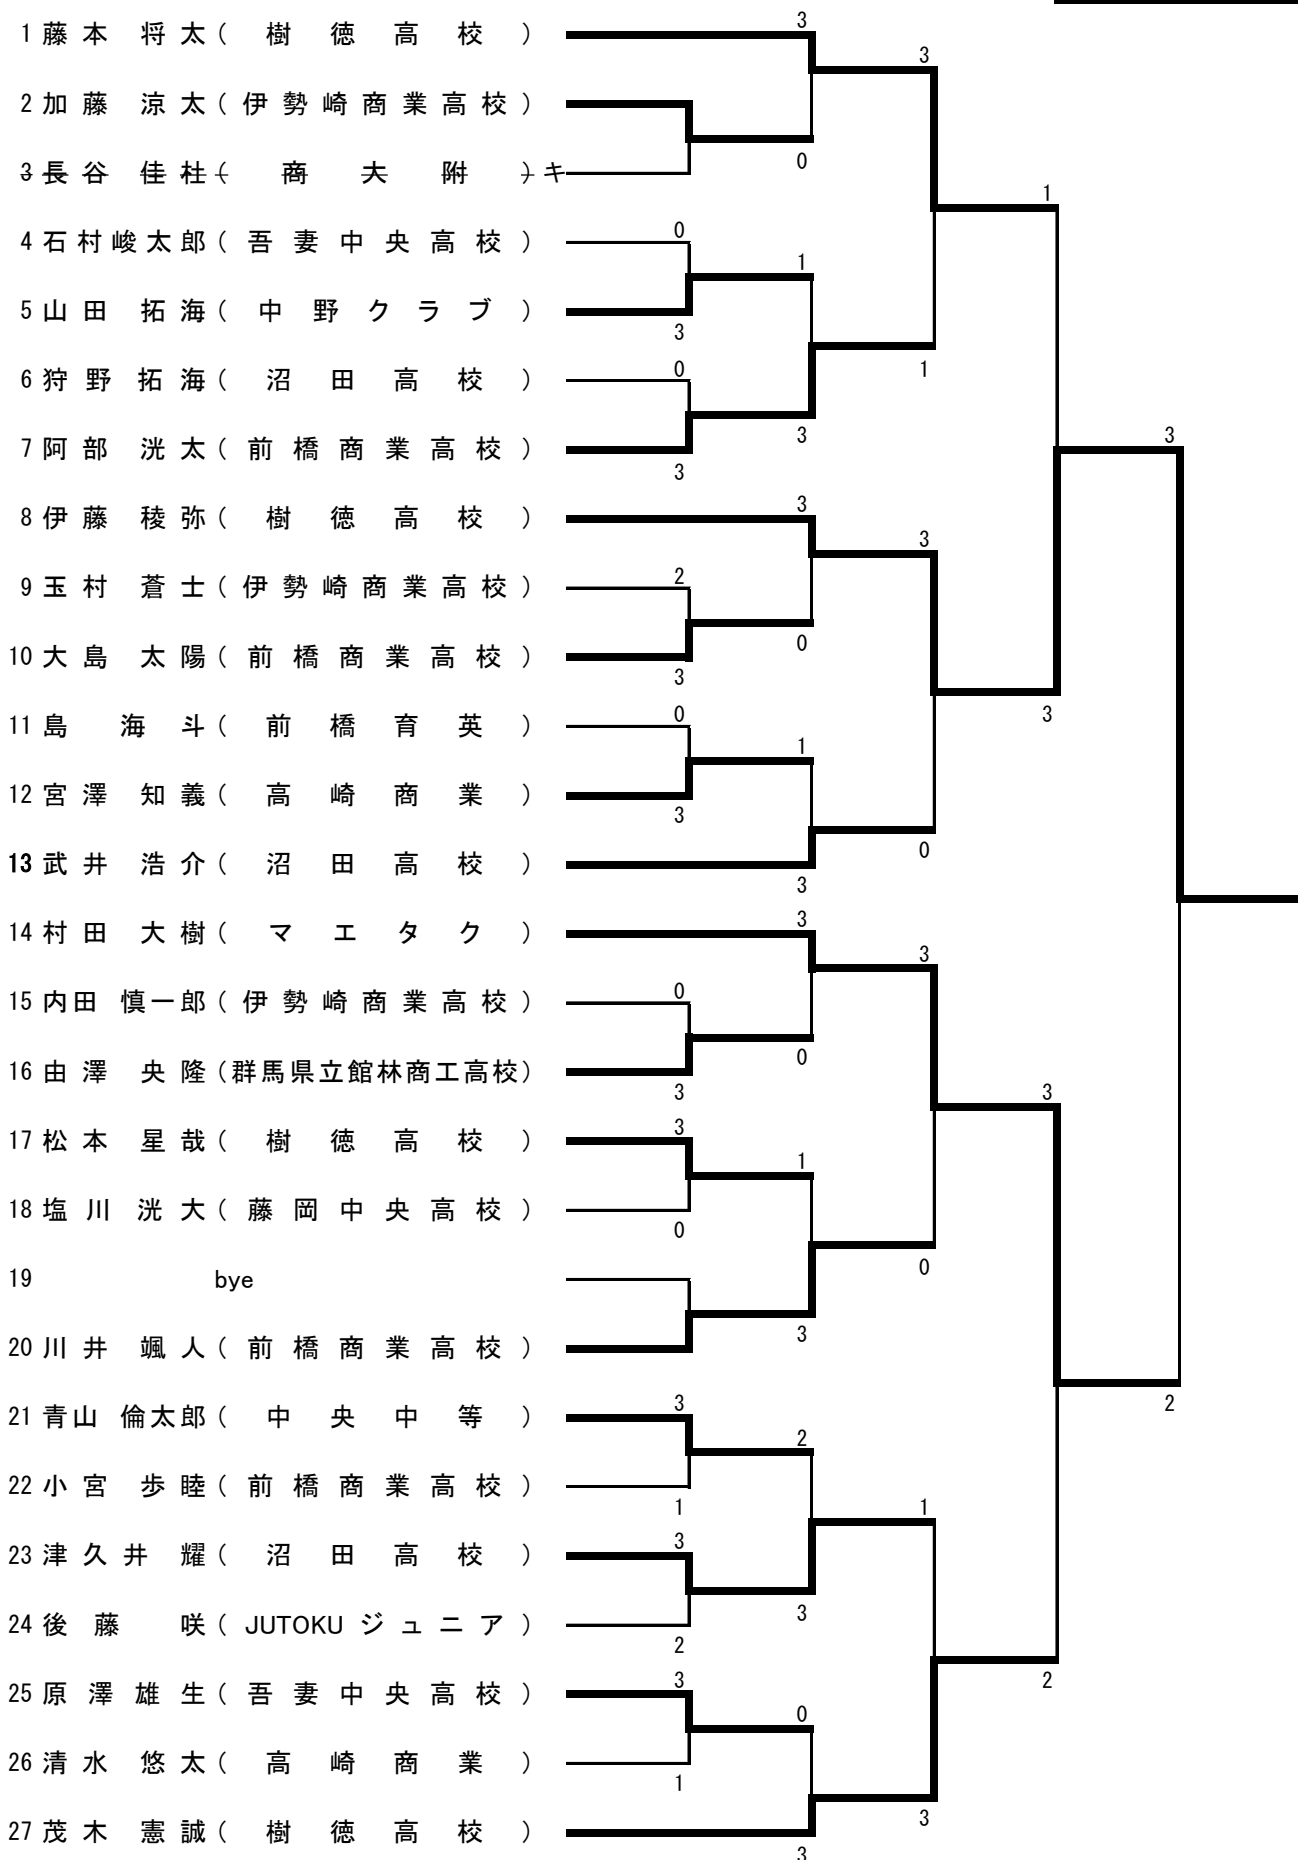 1 藤本 将太 ( 樹徳高校 )
2 加藤 涼太 ( 伊勢崎商業高校 )
3 長谷 佳杜 ( 商大附 ) キ
4 石村峻太郎 ( 吾妻中央高校 )
5 山田 拓海 ( 中野クラブ )
6 狩野 拓海 ( 沼田高校 )
7 阿部 洸太 ( 前橋商業高校 )
8 伊藤 稜弥 ( 樹徳高校 )
9 玉村 蒼士 ( 伊勢崎商業高校 )
10 大島 太陽 ( 前橋商業高校 )
11 島 海斗 ( 前橋育英 )
12 宮澤 知義 ( 高崎商業 )
13 武井 浩介 ( 沼田高校 )
14 村田 大樹 ( マエタク )
15 内田 慎一郎 ( 伊勢崎商業高校 )
16 由澤 央隆 (群馬県立館林商工高校)
17 松本 星哉 ( 樹徳高校 )
18 塩川 洸大 ( 藤岡中央高校 )
19 bye
20 川井 颯人 ( 前橋商業高校 )
21 青山 倫太郎 ( 中央中等 )
22 小宮 歩睦 ( 前橋商業高校 )
23 津久井 耀 ( 沼田高校 )
24 後藤 咲 ( JUTOKU ジュニア )
25 原澤 雄生 ( 吾妻中央高校 )
26 清水 悠太 ( 高崎商業 )
27 茂木 憲誠 ( 樹徳高校 )
0
3
0
3
2
3
0
3
0
3
3
0
3
1
3
2
3
1
3
0
1
3
3
0
1
3
3
0
1
3
2
3
0
3
3
1
3
0
3
0
1
3
1
3
3
2
3
2